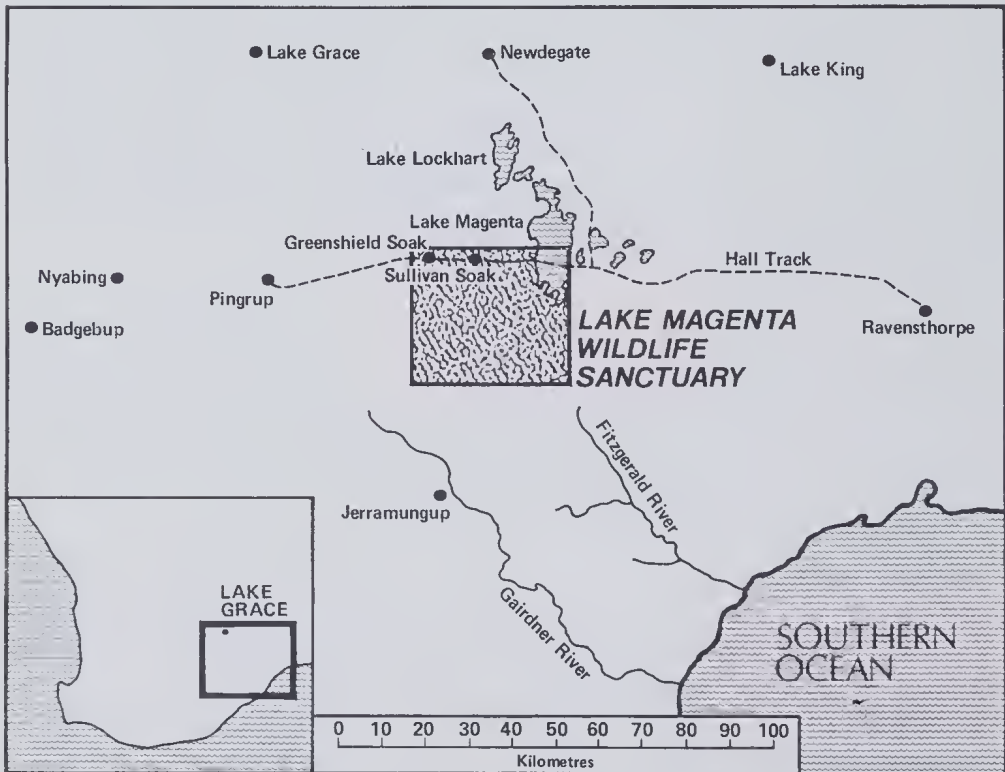 Lake Grace
Newdegate
Lake King
Lake Lockhart
Lake Magenta
Greenshield Soak
Sullivan Soak
Hall Track
Nyabing
Pingrup
Badgebup
Ravensthorpe
LAKE MAGENTA
WILDLIFE
SANCTUARY
Fitzgerald River
Jerramungup
Gairdner River
LAKE
GRACE
SOUTHERN
OCEAN
0 10 20 30 40 50 60 70 80 90 100
Kilometres